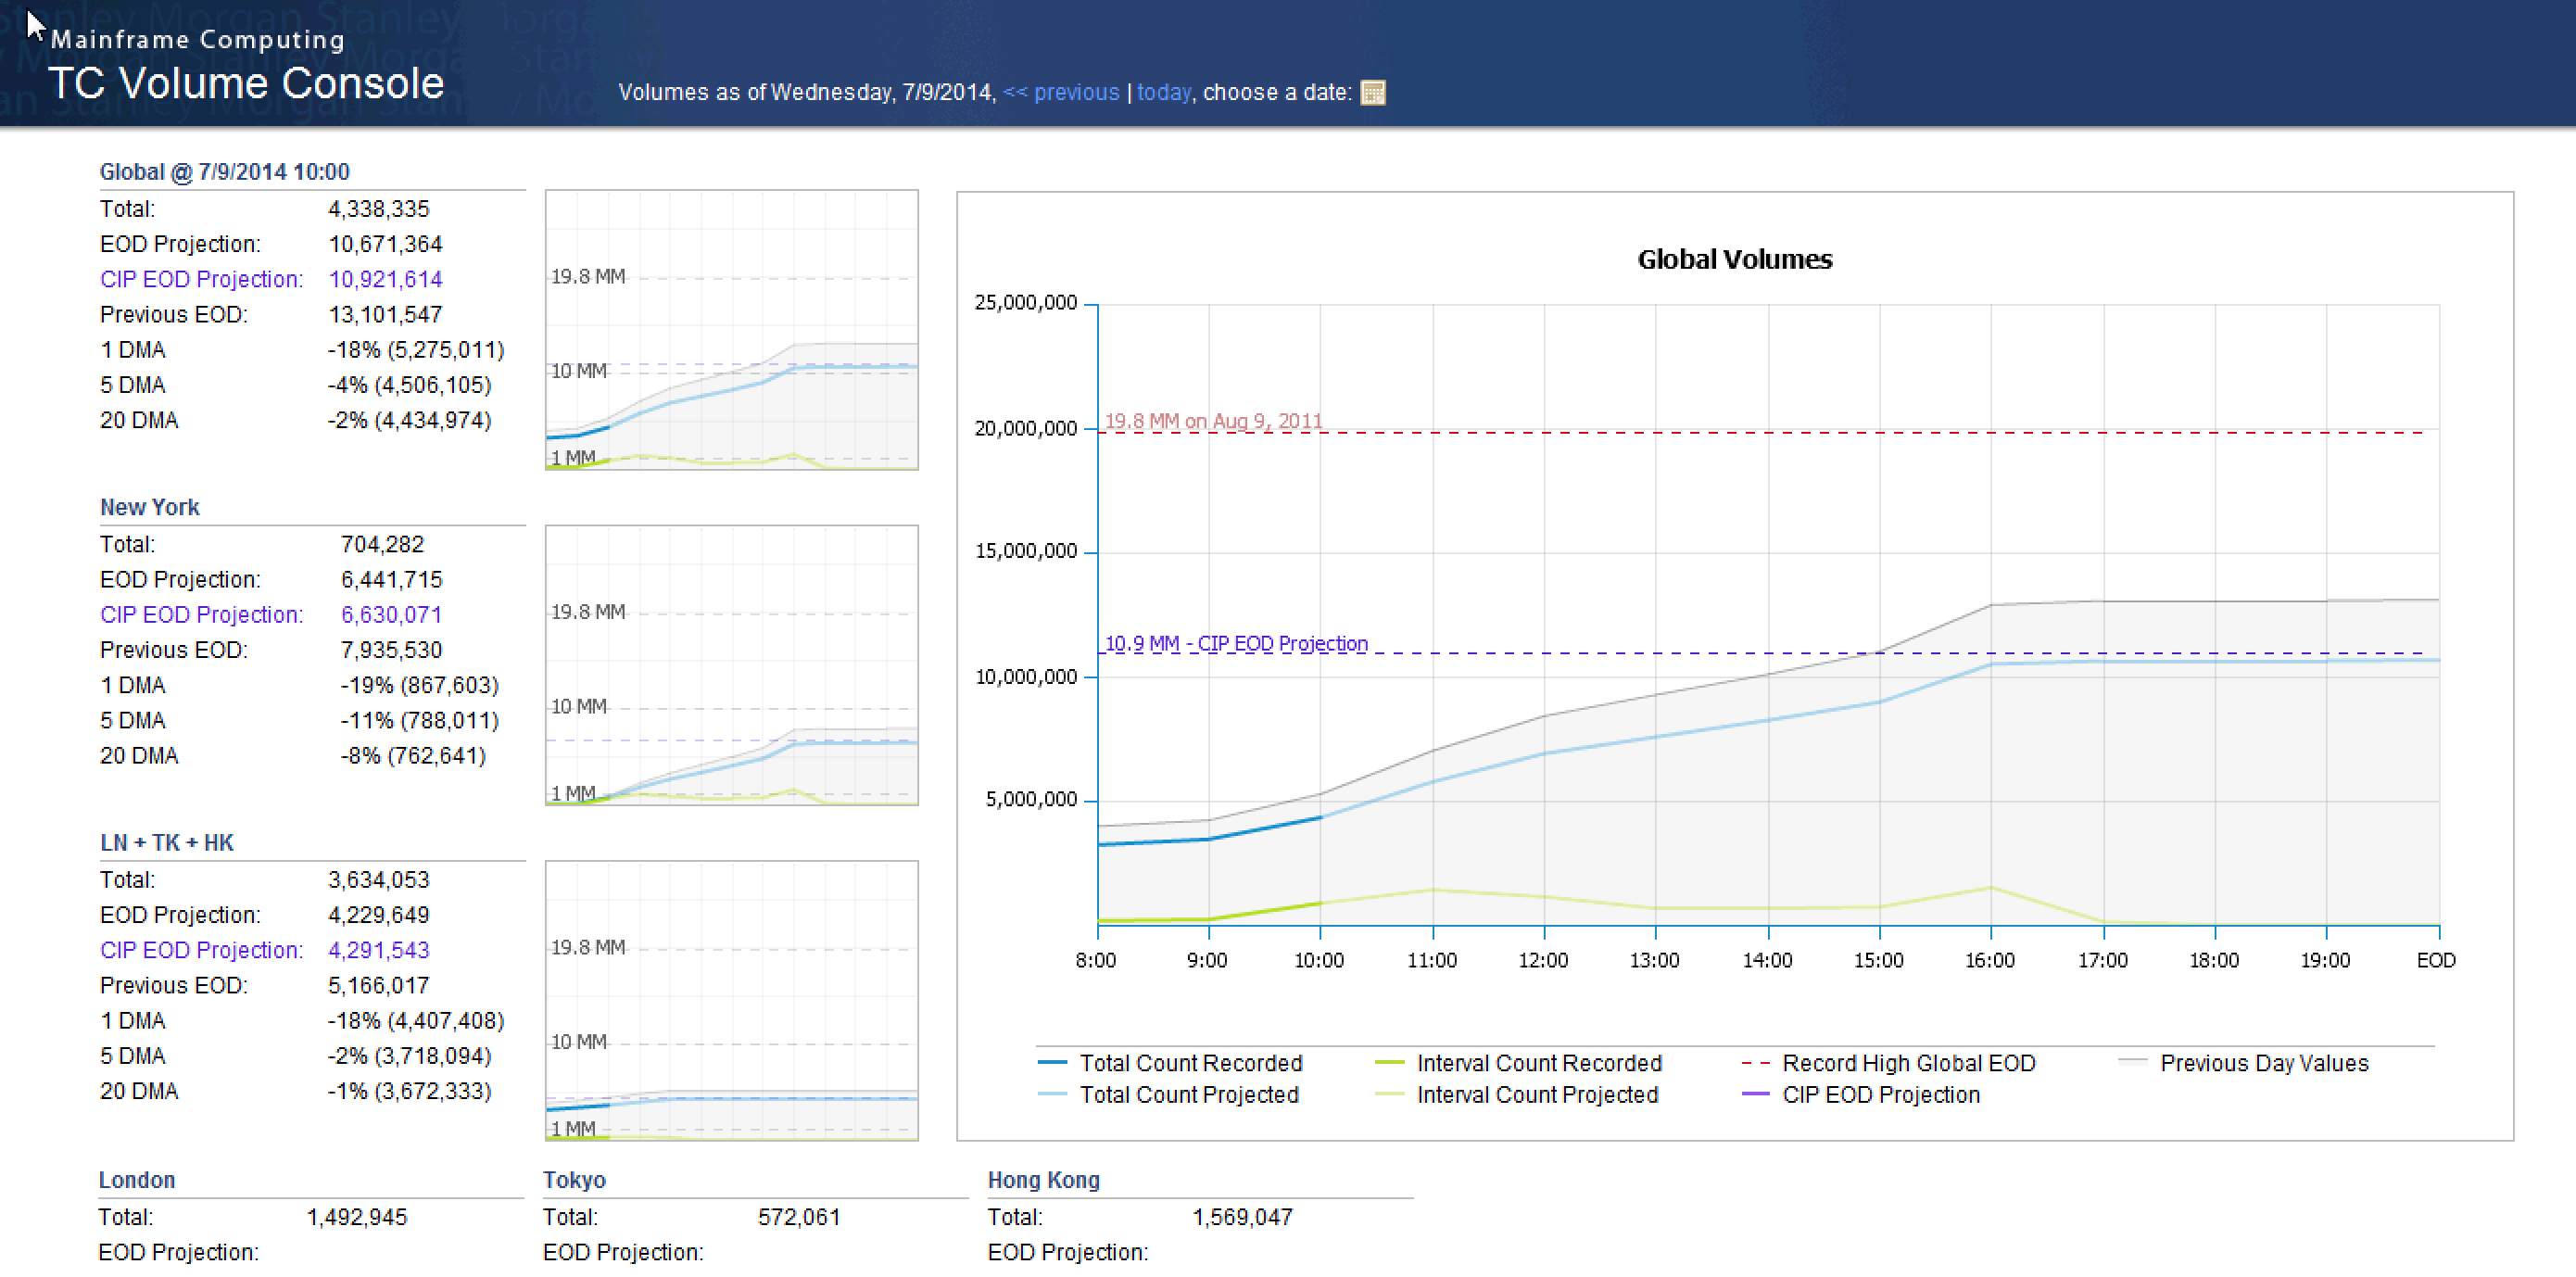 Mainframe Computing
TC Volume Console
Volumes as of Wednesday, 7/9/2014, << previous | today, choose a date:
Global @ 7/9/2014 10:00
Total: 4,338,335
EOD Projection: 10,671,364
CIP EOD Projection: 10,921,614
Previous EOD: 13,101,547
1 DMA -18% (5,275,011)
5 DMA -4% (4,506,105)
20 DMA -2% (4,434,974)
19.8 MM
10 MM
1 MM
New York
Total: 704,282
EOD Projection: 6,441,715
CIP EOD Projection: 6,630,071
Previous EOD: 7,935,530
1 DMA -19% (867,603)
5 DMA -11% (788,011)
20 DMA -8% (762,641)
19.8 MM
10 MM
1 MM
LN + TK + HK
Total: 3,634,053
EOD Projection: 4,229,649
CIP EOD Projection: 4,291,543
Previous EOD: 5,166,017
1 DMA -18% (4,407,408)
5 DMA -2% (3,718,094)
20 DMA -1% (3,672,333)
19.8 MM
10 MM
1 MM
Global Volumes
25,000,000
20,000,000
15,000,000
10,000,000
5,000,000
19.8 MM on Aug 9, 2011
10.9 MM - CIP EOD Projection
8:00 9:00 10:00 11:00 12:00 13:00 14:00 15:00 16:00 17:00 18:00 19:00 EOD
Total Count Recorded Interval Count Recorded Record High Global EOD Previous Day Values
Total Count Projected Interval Count Projected CIP EOD Projection
London
Total: 1,492,945
EOD Projection:
Tokyo
Total: 572,061
EOD Projection:
Hong Kong
Total: 1,569,047
EOD Projection: